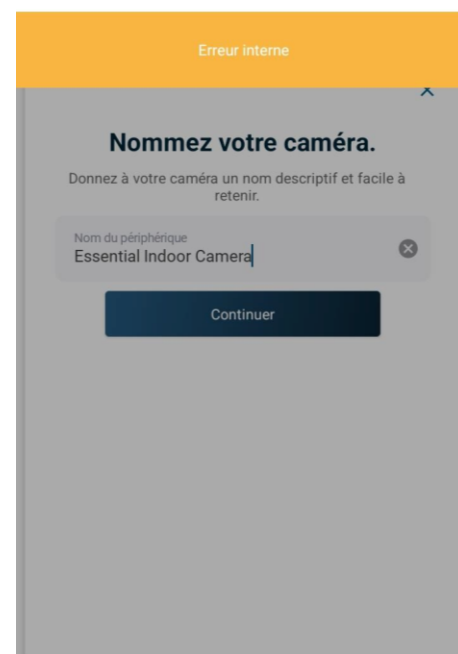 Erreur interne
Nommez votre caméra.
Donnez à votre caméra un nom descriptif et facile à
retenir.
Nom du périphérique
Essential Indoor Camera
Continuer